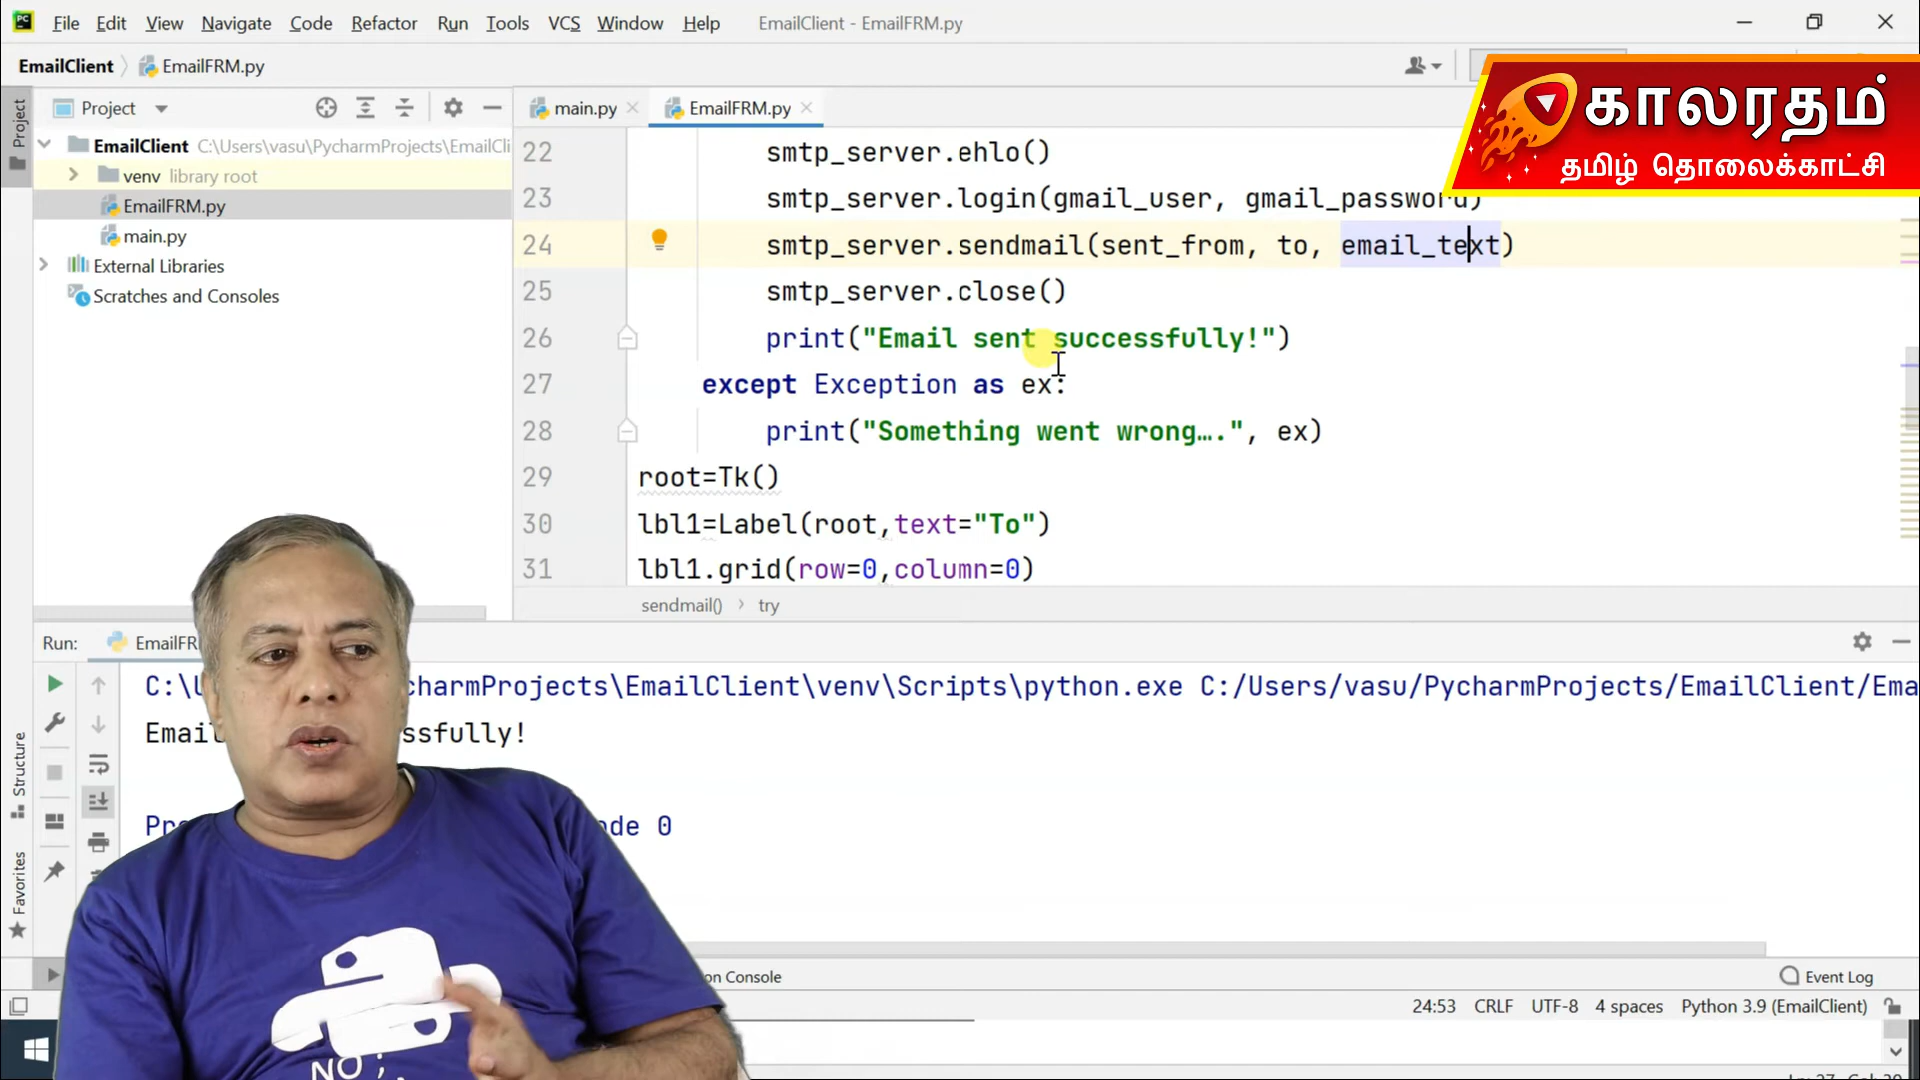 File Edit View Navigate Code Refactor Run Tools VCS Window Help EmailClient - EmailFRM.py
EmailClient EmailFRM.py
காலரதம்
தமிழ் தொலைக்காட்சி
Project
Project main.py EmailFRM.py
EmailClient C:\Users\vasu\PycharmProjects\EmailCli
venv library root
EmailFRM.py
main.py
External Libraries
Scratches and Consoles
22 smtp_server.ehlo()
23 smtp_server.login(gmail_user, gmail_password)
24 smtp_server.sendmail(sent_from, to, email_text)
25 smtp_server.close()
26 print("Email sent successfully!")
27 except Exception as ex:
28 print("Something went wrong….", ex)
29 root=Tk()
30 lbl1=Label(root,text="To")
31 lbl1.grid(row=0,column=0)
sendmail() try
Run: EmailFR
C:\U charmProjects\EmailClient\venv\Scripts\python.exe C:/Users/vasu/PycharmProjects/EmailClient/Ema
Email ssfully!
Pro ode 0
Structure
Favorites
on Console Event Log
24:53 CRLF UTF-8 4 spaces Python 3.9 (EmailClient)
NO ;